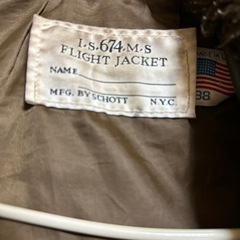 I·S·674·M·S
FLIGHT JACKET
NAME
MFG. BY SCHOTT N.Y.C.
38